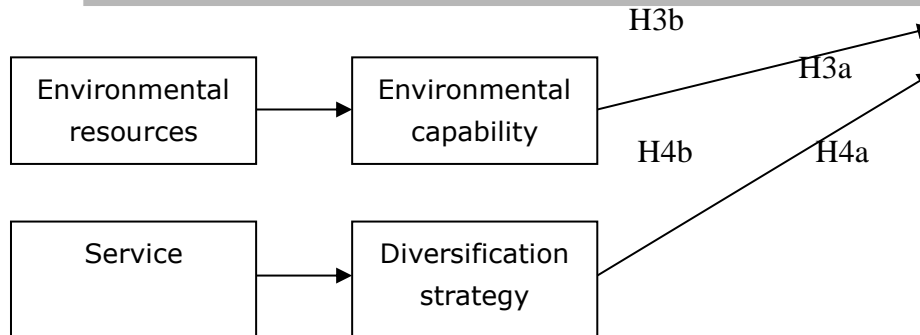 H3b
H3a
Environmental
resources
Environmental
capability
H4b
H4a
Service
Diversification
strategy